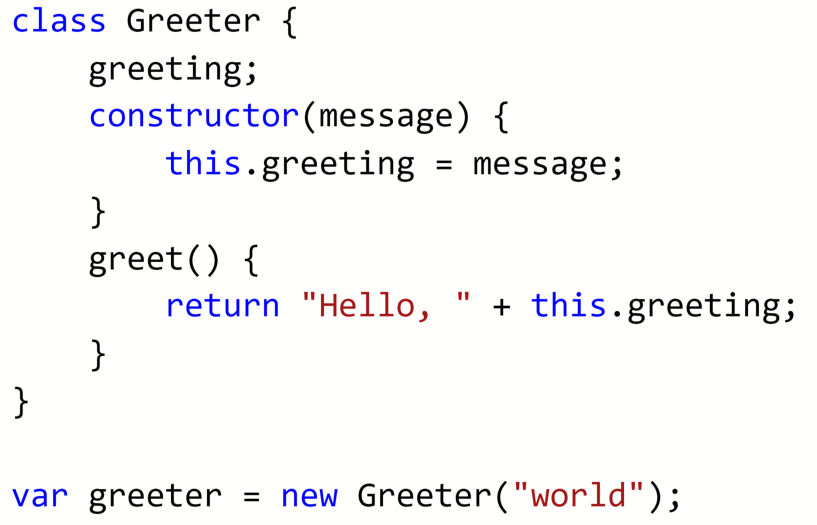 class Greeter {
    greeting;
    constructor(message) {
        this.greeting = message;
    }
    greet() {
        return "Hello, " + this.greeting;
    }
}
var greeter = new Greeter("world");